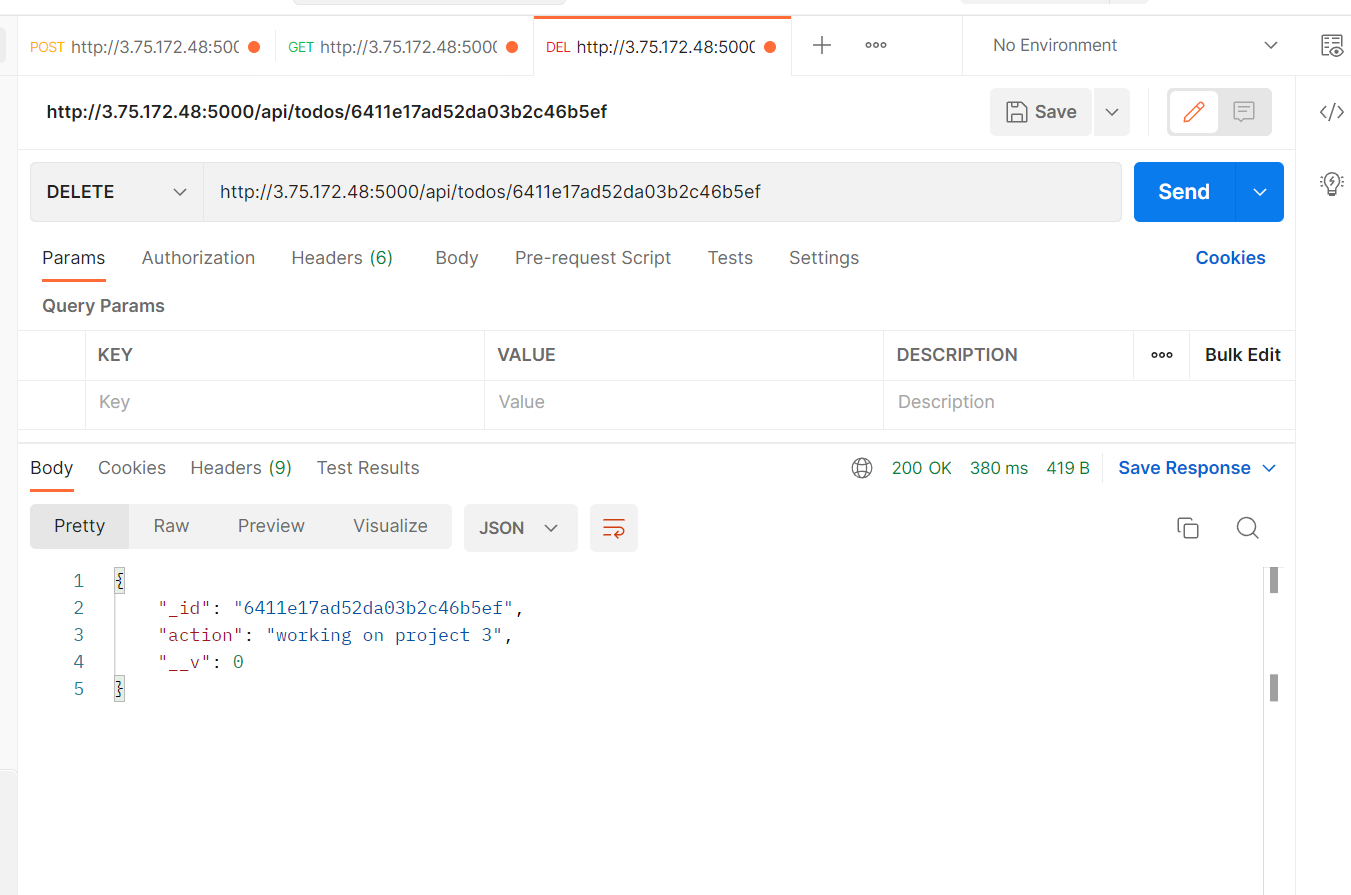 POST http://3.75.172.48:500 GET http://3.75.172.48:5000 DEL http://3.75.172.48:5000 No Environment
http://3.75.172.48:5000/api/todos/6411e17ad52da03b2c46b5ef Save
DELETE http://3.75.172.48:5000/api/todos/6411e17ad52da03b2c46b5ef Send
Params Authorization Headers (6) Body Pre-request Script Tests Settings Cookies
Query Params
KEY VALUE DESCRIPTION Bulk Edit
Key Value Description
Body Cookies Headers (9) Test Results 200 OK 380 ms 419 B Save Response
Pretty Raw Preview Visualize JSON
1 {
2 "_id": "6411e17ad52da03b2c46b5ef",
3 "action": "working on project 3",
4 "__v": 0
5 }